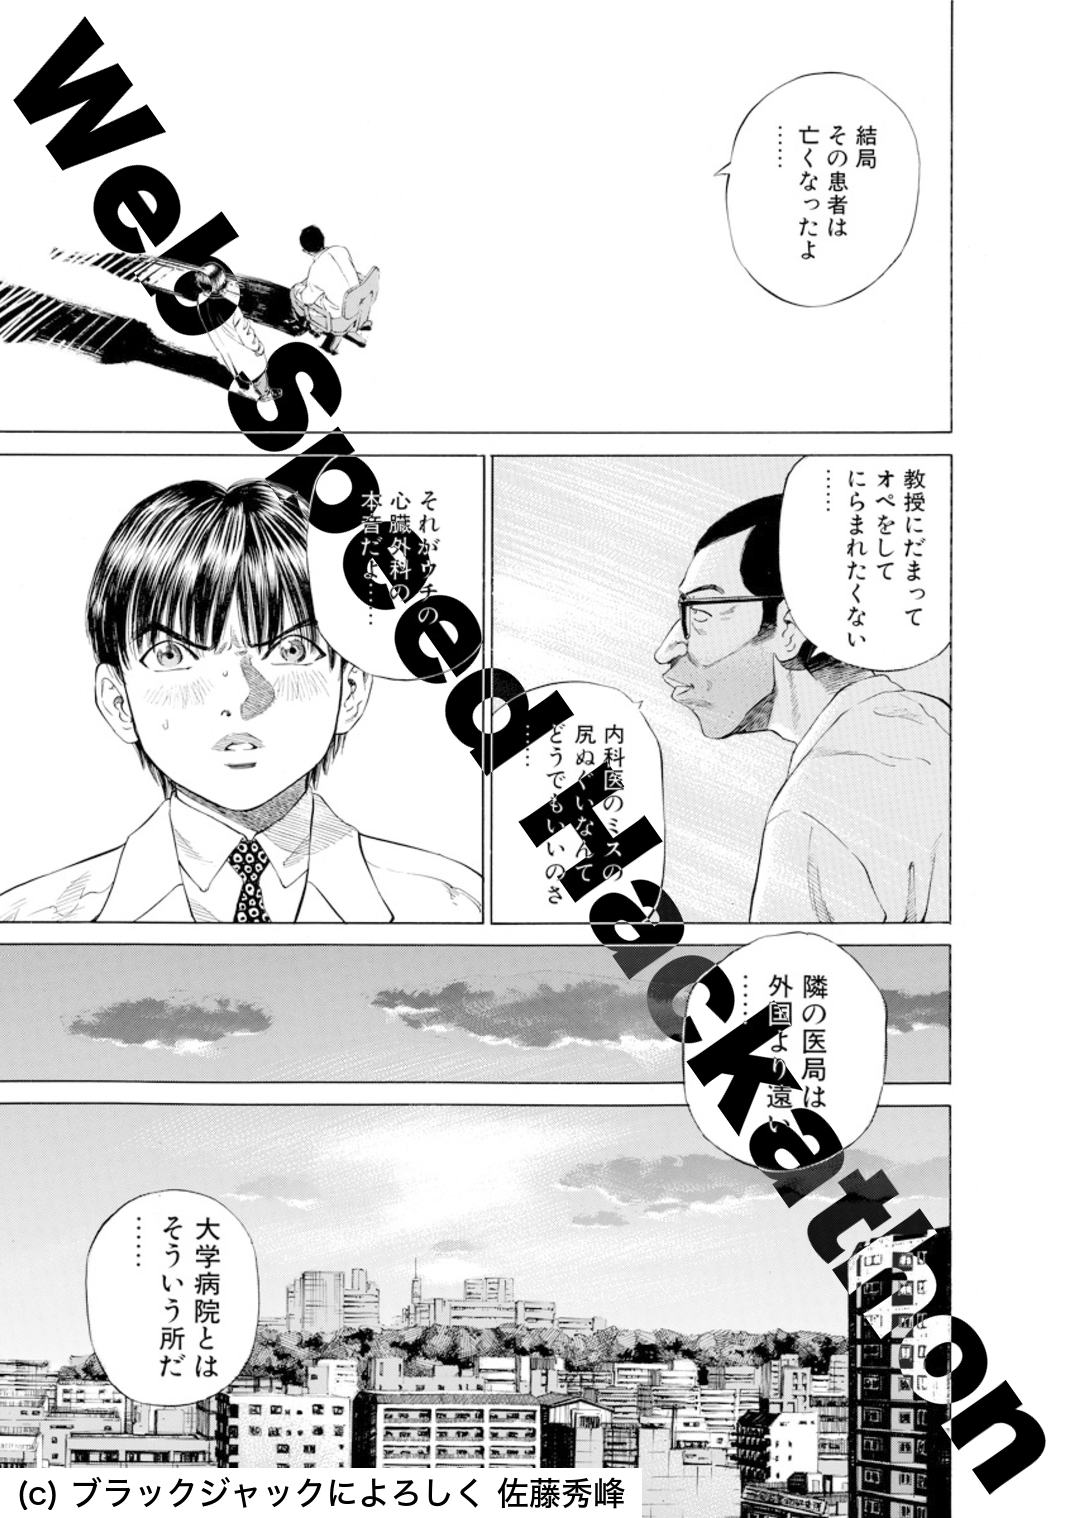 結局
その患者は
亡くなったよ
……
教授にだまって
オペをして
にらまれたくない
……
内科医のミスの
尻ぬぐいなんて
どうでもいいのさ
……
それがウチの
心臓外科の
本音だよ……
隣の医局は
外国より遠い
……
大学病院とは
そういう所だ
……
Web Speed Hackathon
(c) ブラックジャックによろしく 佐藤秀峰